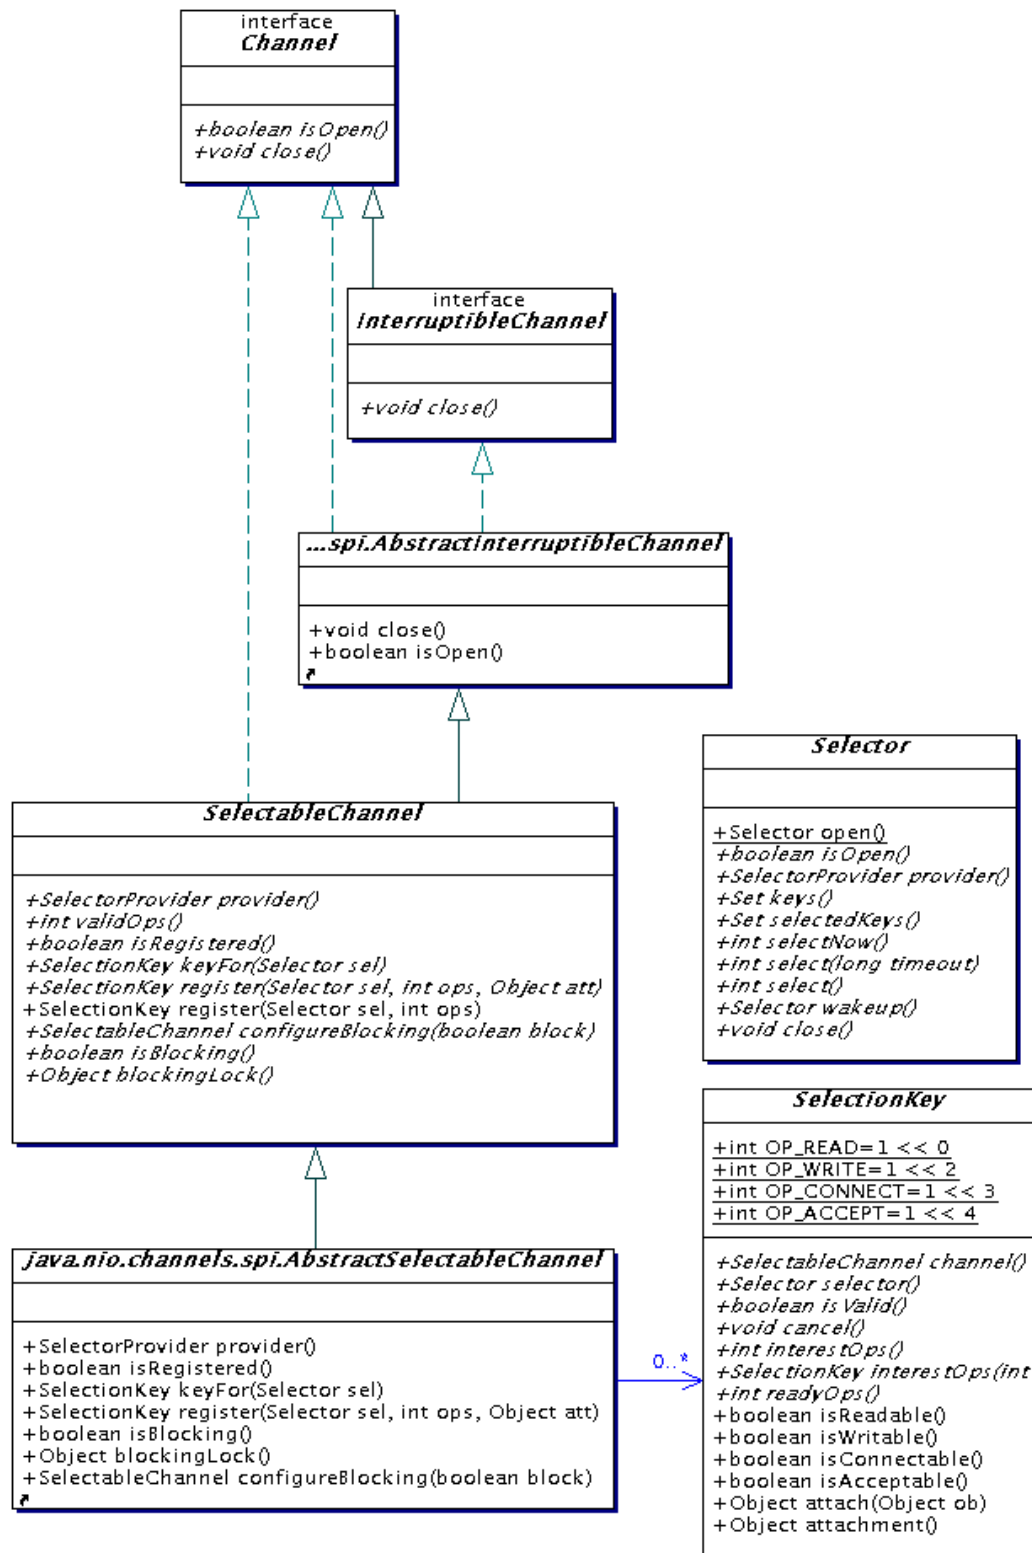 interface
Channel
+boolean isOpen()
+void close()
interface
InterruptibleChannel
+void close()
...spi.AbstractInterruptibleChannel
+void close()
+boolean isOpen()
SelectableChannel
+SelectorProvider provider()
+int validOps()
+boolean isRegistered()
+SelectionKey keyFor(Selector sel)
+SelectionKey register(Selector sel, int ops, Object att)
+SelectionKey register(Selector sel, int ops)
+SelectableChannel configureBlocking(boolean block)
+boolean isBlocking()
+Object blockingLock()
Selector
+Selector open()
+boolean isOpen()
+SelectorProvider provider()
+Set keys()
+Set selectedKeys()
+int selectNow()
+int select(long timeout)
+int select()
+Selector wakeup()
+void close()
java.nio.channels.spi.AbstractSelectableChannel
+SelectorProvider provider()
+boolean isRegistered()
+SelectionKey keyFor(Selector sel)
+SelectionKey register(Selector sel, int ops, Object att)
+boolean isBlocking()
+Object blockingLock()
+SelectableChannel configureBlocking(boolean block)
0..*
SelectionKey
+int OP_READ=1 << 0
+int OP_WRITE=1 << 2
+int OP_CONNECT=1 << 3
+int OP_ACCEPT=1 << 4
+SelectableChannel channel()
+Selector selector()
+boolean isValid()
+void cancel()
+int interestOps()
+SelectionKey interestOps(int
+int readyOps()
+boolean isReadable()
+boolean isWritable()
+boolean isConnectable()
+boolean isAcceptable()
+Object attach(Object ob)
+Object attachment()